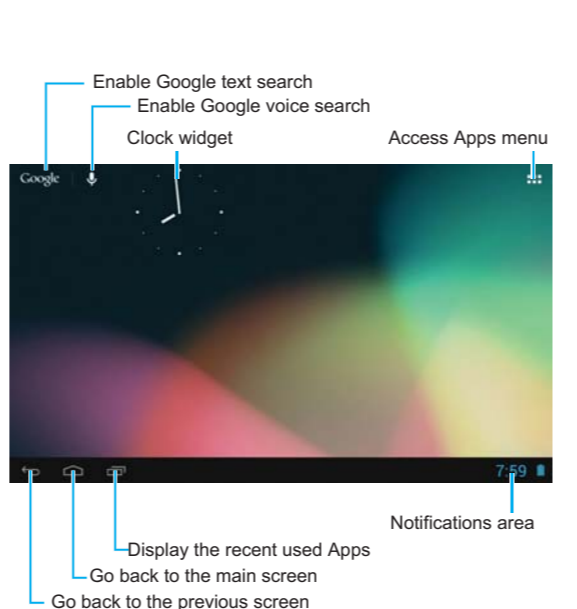 Enable Google text search
Enable Google voice search
Clock widget
Access Apps menu
Google
7:59
Notifications area
Display the recent used Apps
Go back to the main screen
Go back to the previous screen